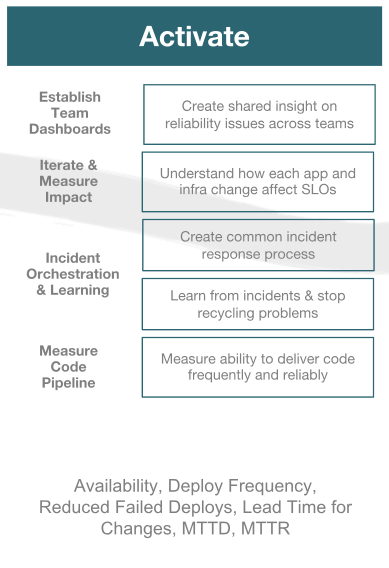 Activate
Establish
Team
Dashboards
Create shared insight on
reliability issues across teams
Iterate &
Measure
Impact
Understand how each app and
infra change affect SLOs
Incident
Orchestration
& Learning
Create common incident
response process
Learn from incidents & stop
recycling problems
Measure
Code
Pipeline
Measure ability to deliver code
frequently and reliably
Availability, Deploy Frequency,
Reduced Failed Deploys, Lead Time for
Changes, MTTD, MTTR